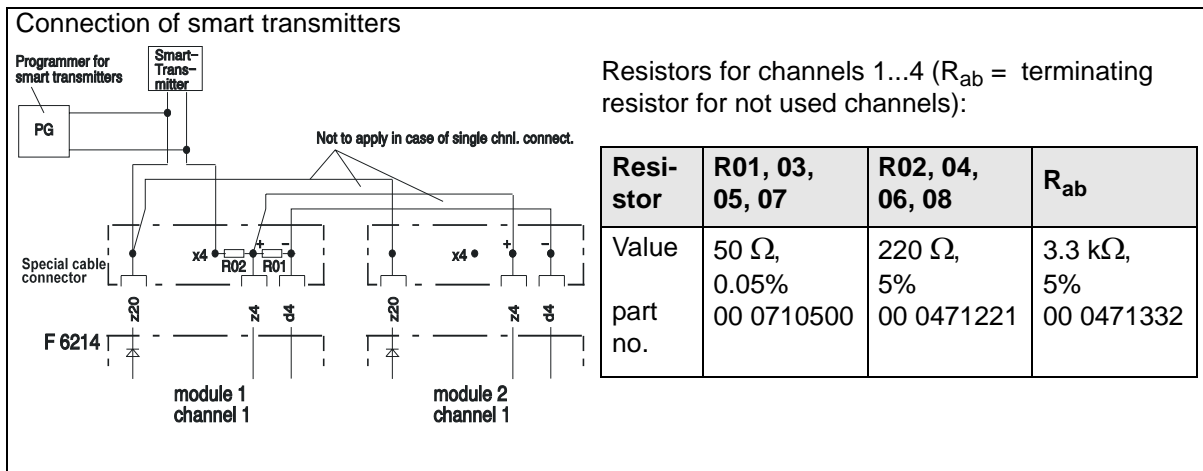 Connection of smart transmitters
Programmer for
smart transmitters
Smart–
Trans–
mitter
PG
Not to apply in case of single chnl. connect.
x4
R02
+
R01
–
x4
+
–
Special cable
connector
z20
z4
d4
z20
z4
d4
F 6214
module 1
channel 1
module 2
channel 1
Resistors for channels 1...4 (Rab = terminating
resistor for not used channels):
Resi-
stor
R01, 03,
05, 07
R02, 04,
06, 08
Rab
Value
part
no.
50 Ω,
0.05%
00 0710500
220 Ω,
5%
00 0471221
3.3 kΩ,
5%
00 0471332